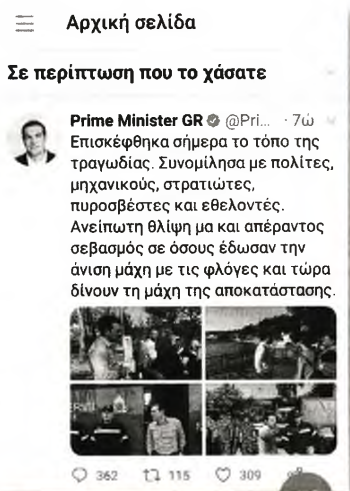 Αρχική σελίδα
Σε περίπτωση που το χάσατε
Prime Minister GR @Pri... · 7ώ
Επισκέφθηκα σήμερα το τόπο της
τραγωδίας. Συνομίλησα με πολίτες,
μηχανικούς, στρατιώτες,
πυροσβέστες και εθελοντές.
Ανείπωτη θλίψη μα και απέραντος
σεβασμός σε όσους έδωσαν την
άνιση μάχη με τις φλόγες και τώρα
δίνουν τη μάχη της αποκατάστασης.
362 115 309